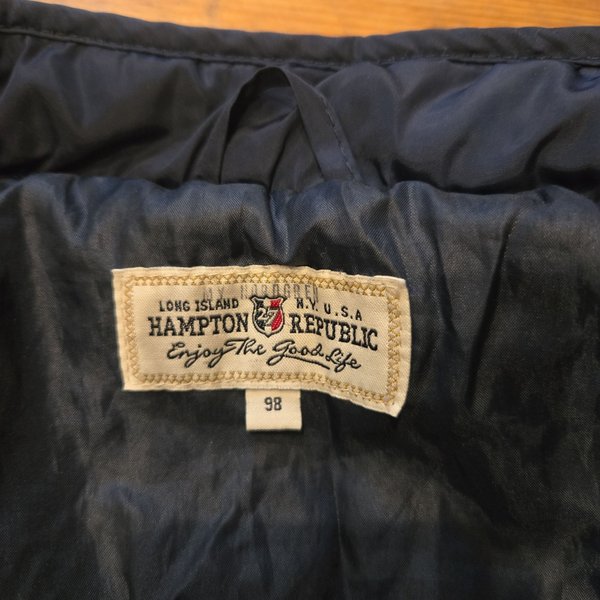 LONG ISLAND N.Y. U.S.A
HAMPTON 27 REPUBLIC
Enjoy The Good Life
98